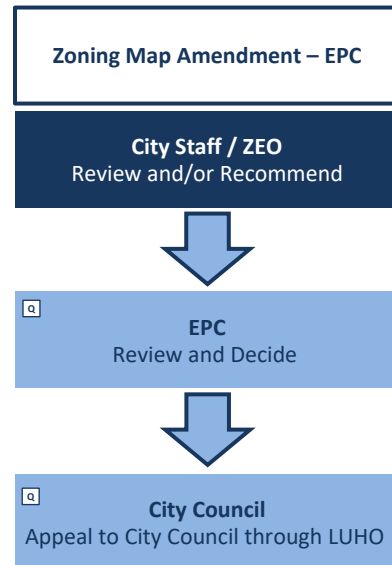 Zoning Map Amendment – EPC
City Staff / ZEO
Review and/or Recommend
Q
EPC
Review and Decide
Q
City Council
Appeal to City Council through LUHO